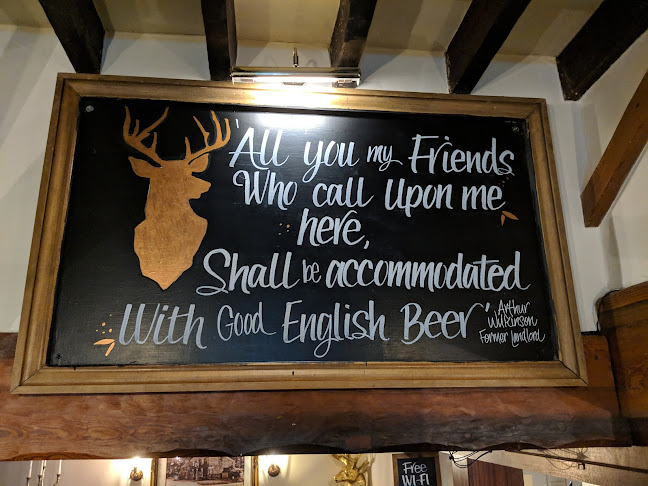 'All you my Friends
Who call Upon me
here,
Shall be accommodated
With Good English Beer'
Arthur
Wilkinson
Former Landlord
Free
Wi-Fi